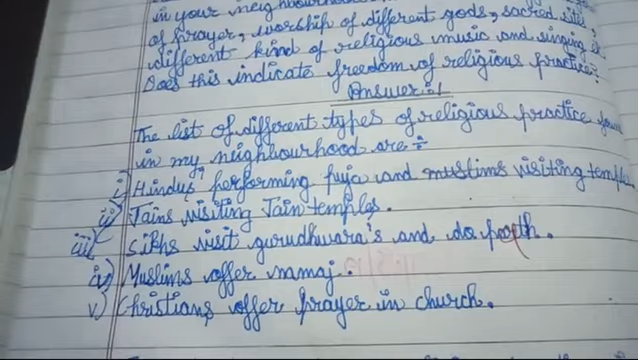 in your neighbourhood
of prayer, worship of different gods, sacred sites,
different kind of religious music and singing
Does this indicate freedom of religious practice?
Answer:-
The list of different types of religious practice
in my neighbourhood are:-
i) Hindus performing puja and muslims visiting temple
ii) Jains visiting Jain temples.
iii) Sikhs visit gurudhwara's and do path.
iv) Muslims offer namaj.
v) Christians offer prayer in church.